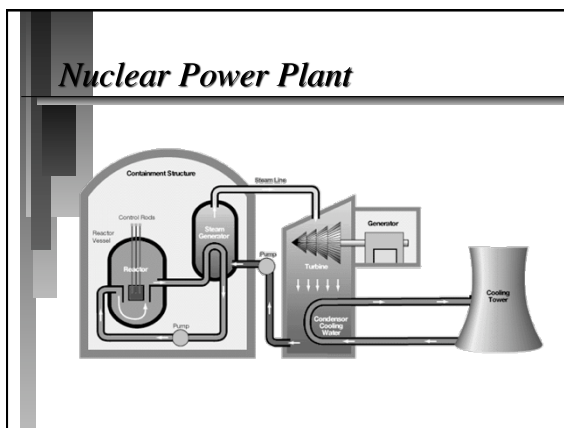 Nuclear Power Plant
Containment Structure
Steam Line
Control Rods
Generator
Reactor
Vessel
Steam
Generator
Pump
Reactor
Turbine
Cooling
Tower
Condensor
Cooling
Water
Pump